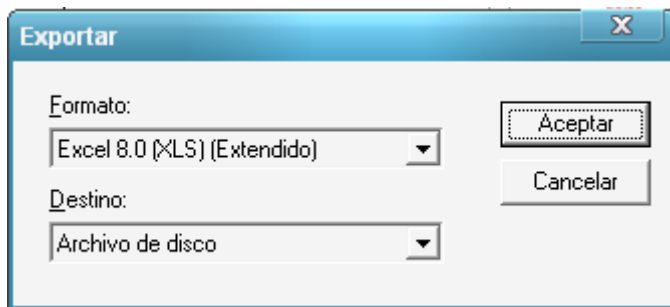 Exportar
Formato:
Excel 8.0 (XLS) (Extendido)
Destino:
Archivo de disco
Aceptar
Cancelar